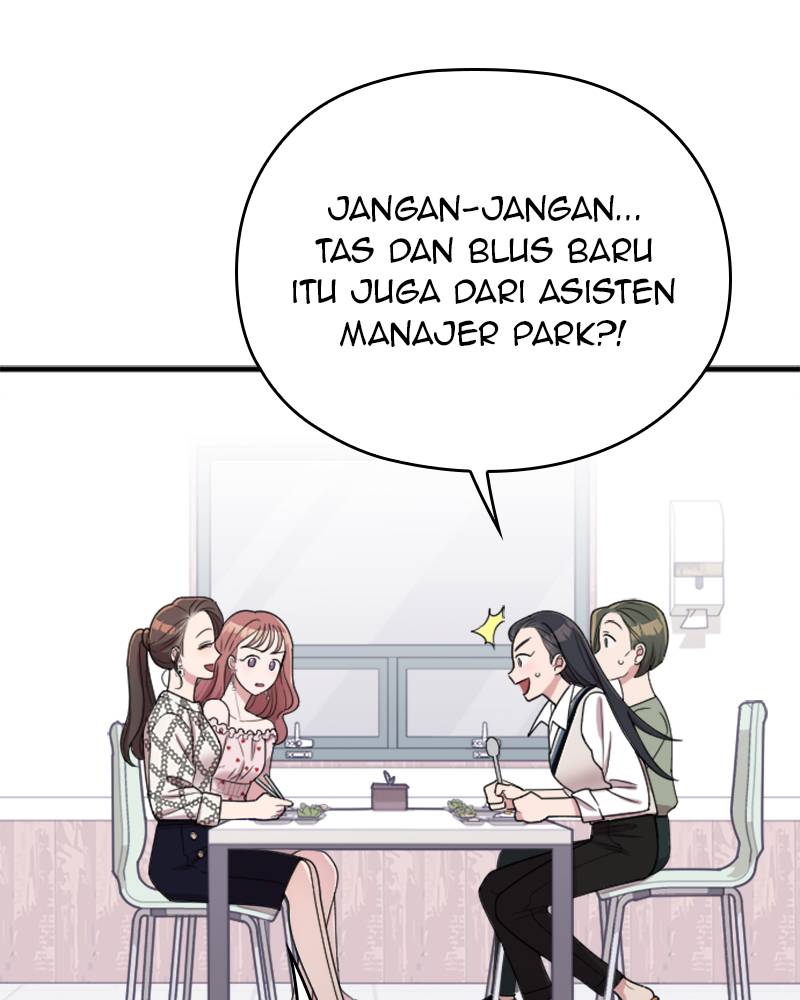 JANGAN-JANGAN...
TAS DAN BLUS BARU
ITU JUGA DARI ASISTEN
MANAJER PARK?!